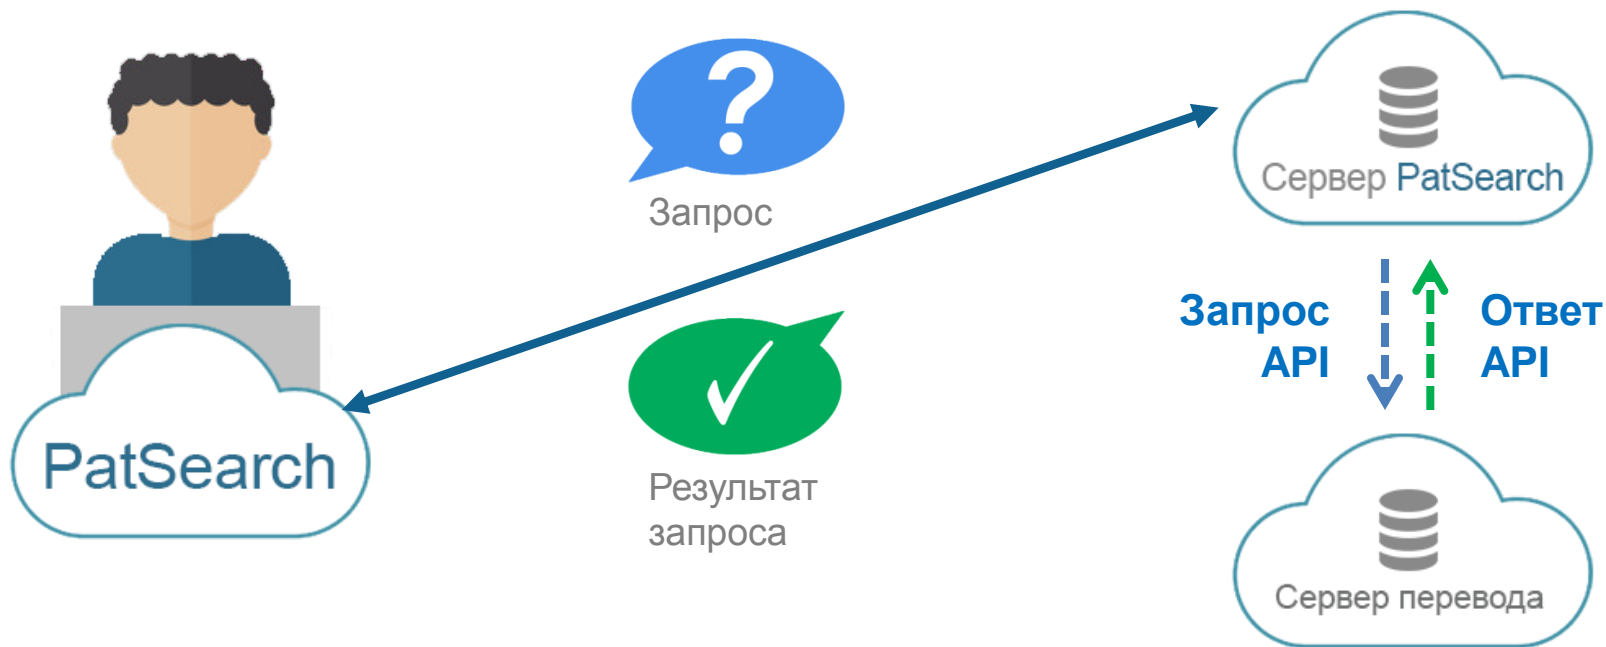 Запрос
Сервер PatSearch
Запрос
API
Ответ
API
PatSearch
Результат
запроса
Сервер перевода